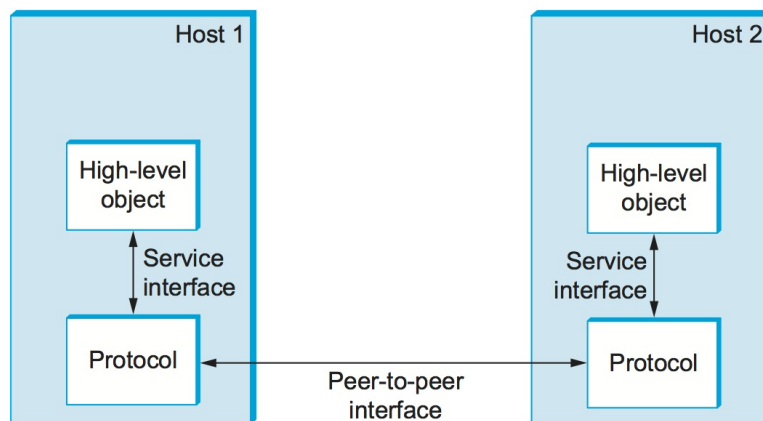 Host 1
Host 2
High-level
object
High-level
object
Service
interface
Service
interface
Protocol
Protocol
Peer-to-peer
interface